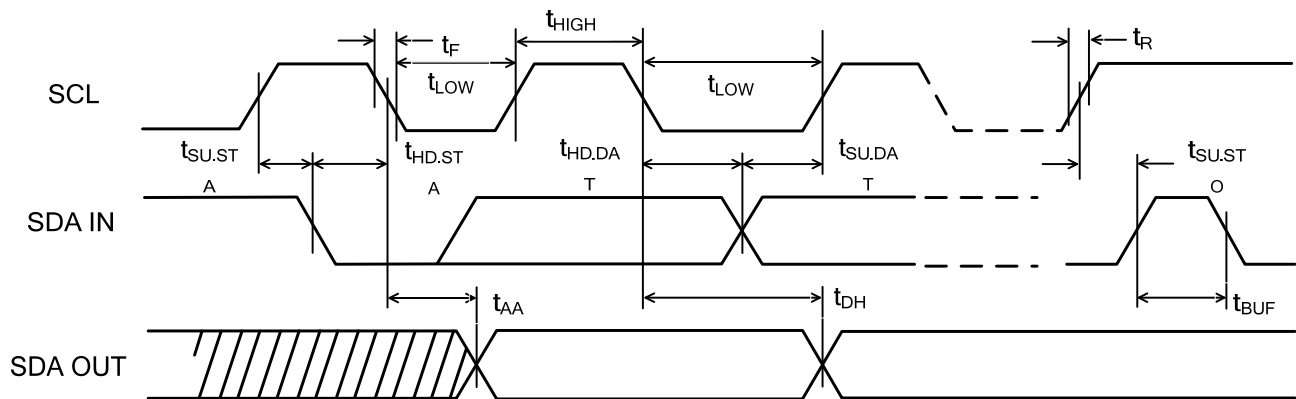 tHIGH
tF
tR
SCL
tLOW
tLOW
tSU.ST
A
tHD.ST
A
tHD.DA
T
tSU.DA
T
tSU.ST
O
SDA IN
tAA
tDH
tBUF
SDA OUT